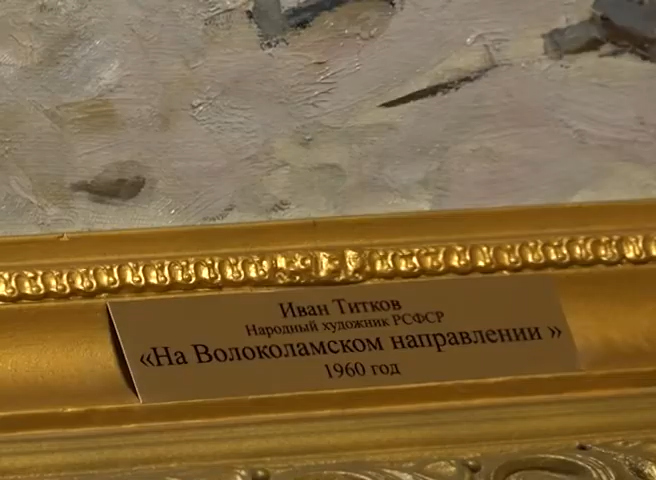 Иван Титков
Народный художник РСФСР
«На Волоколамском направлении »
1960 год